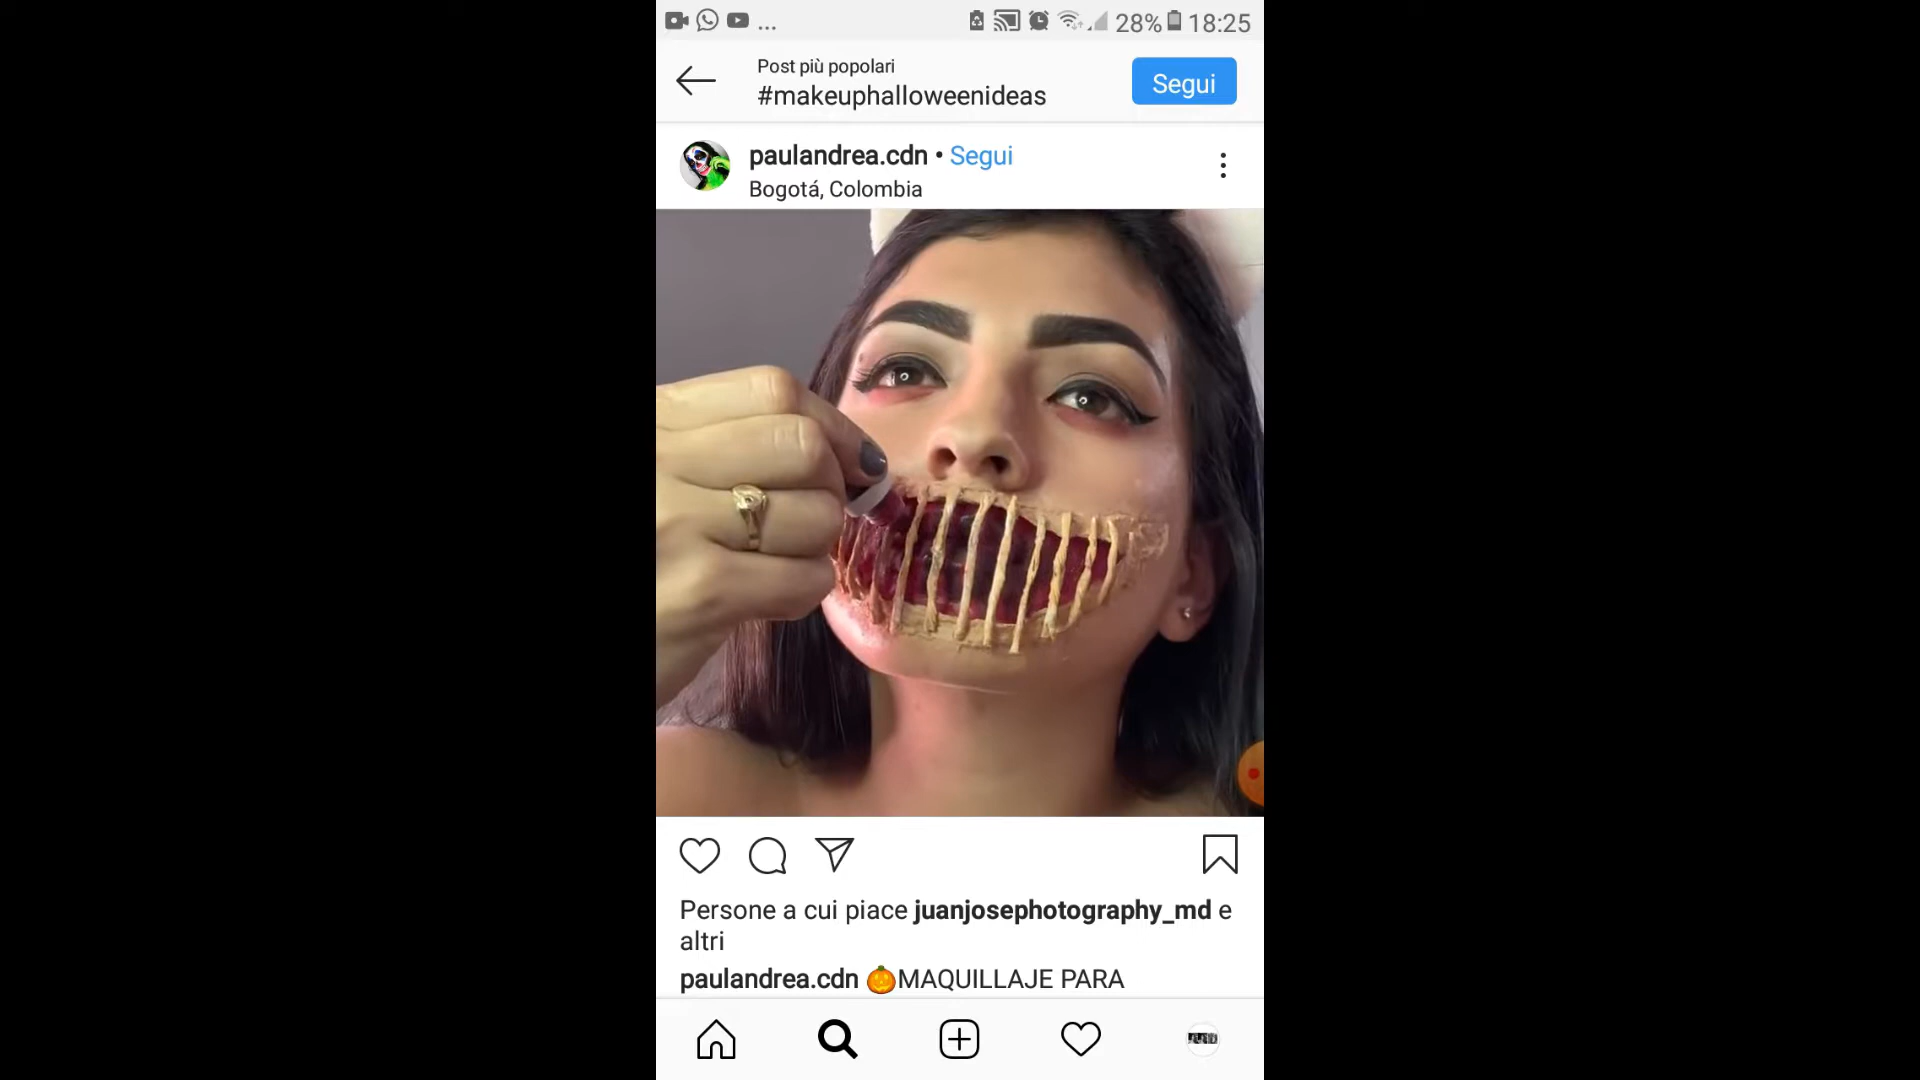 ... 28% 18:25
Post più popolari
#makeuphalloweenideas
Segui
paulandrea.cdn • Segui
Bogotá, Colombia
Persone a cui piace juanjosephotography_md e
altri
paulandrea.cdn 🎃MAQUILLAJE PARA